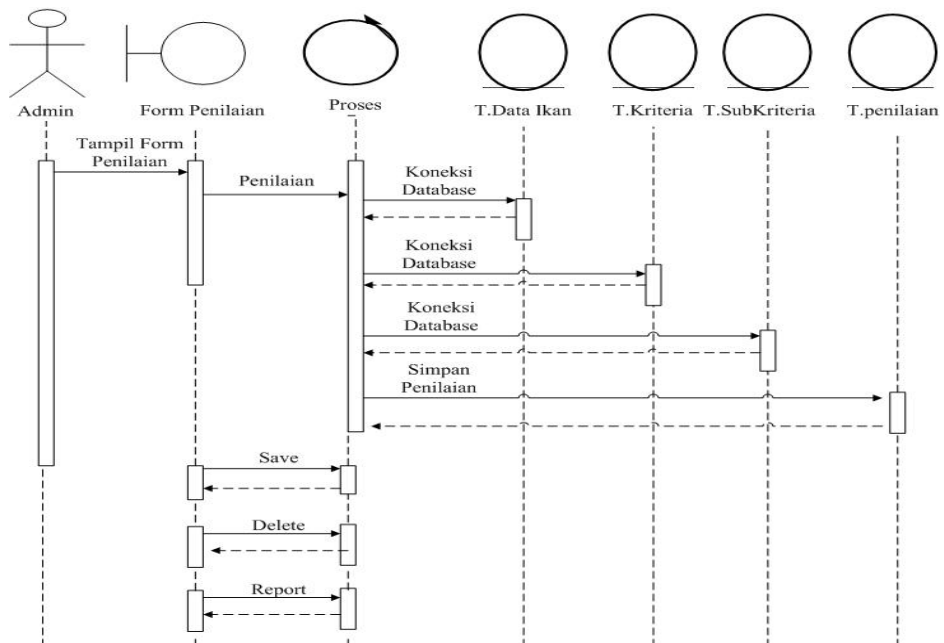 Admin
Form Penilaian
Proses
T.Data Ikan
T.Kriteria
T.SubKriteria
T.penilaian
Tampil Form
Penilaian
Penilaian
Koneksi
Database
Koneksi
Database
Koneksi
Database
Simpan
Penilaian
Save
Delete
Report